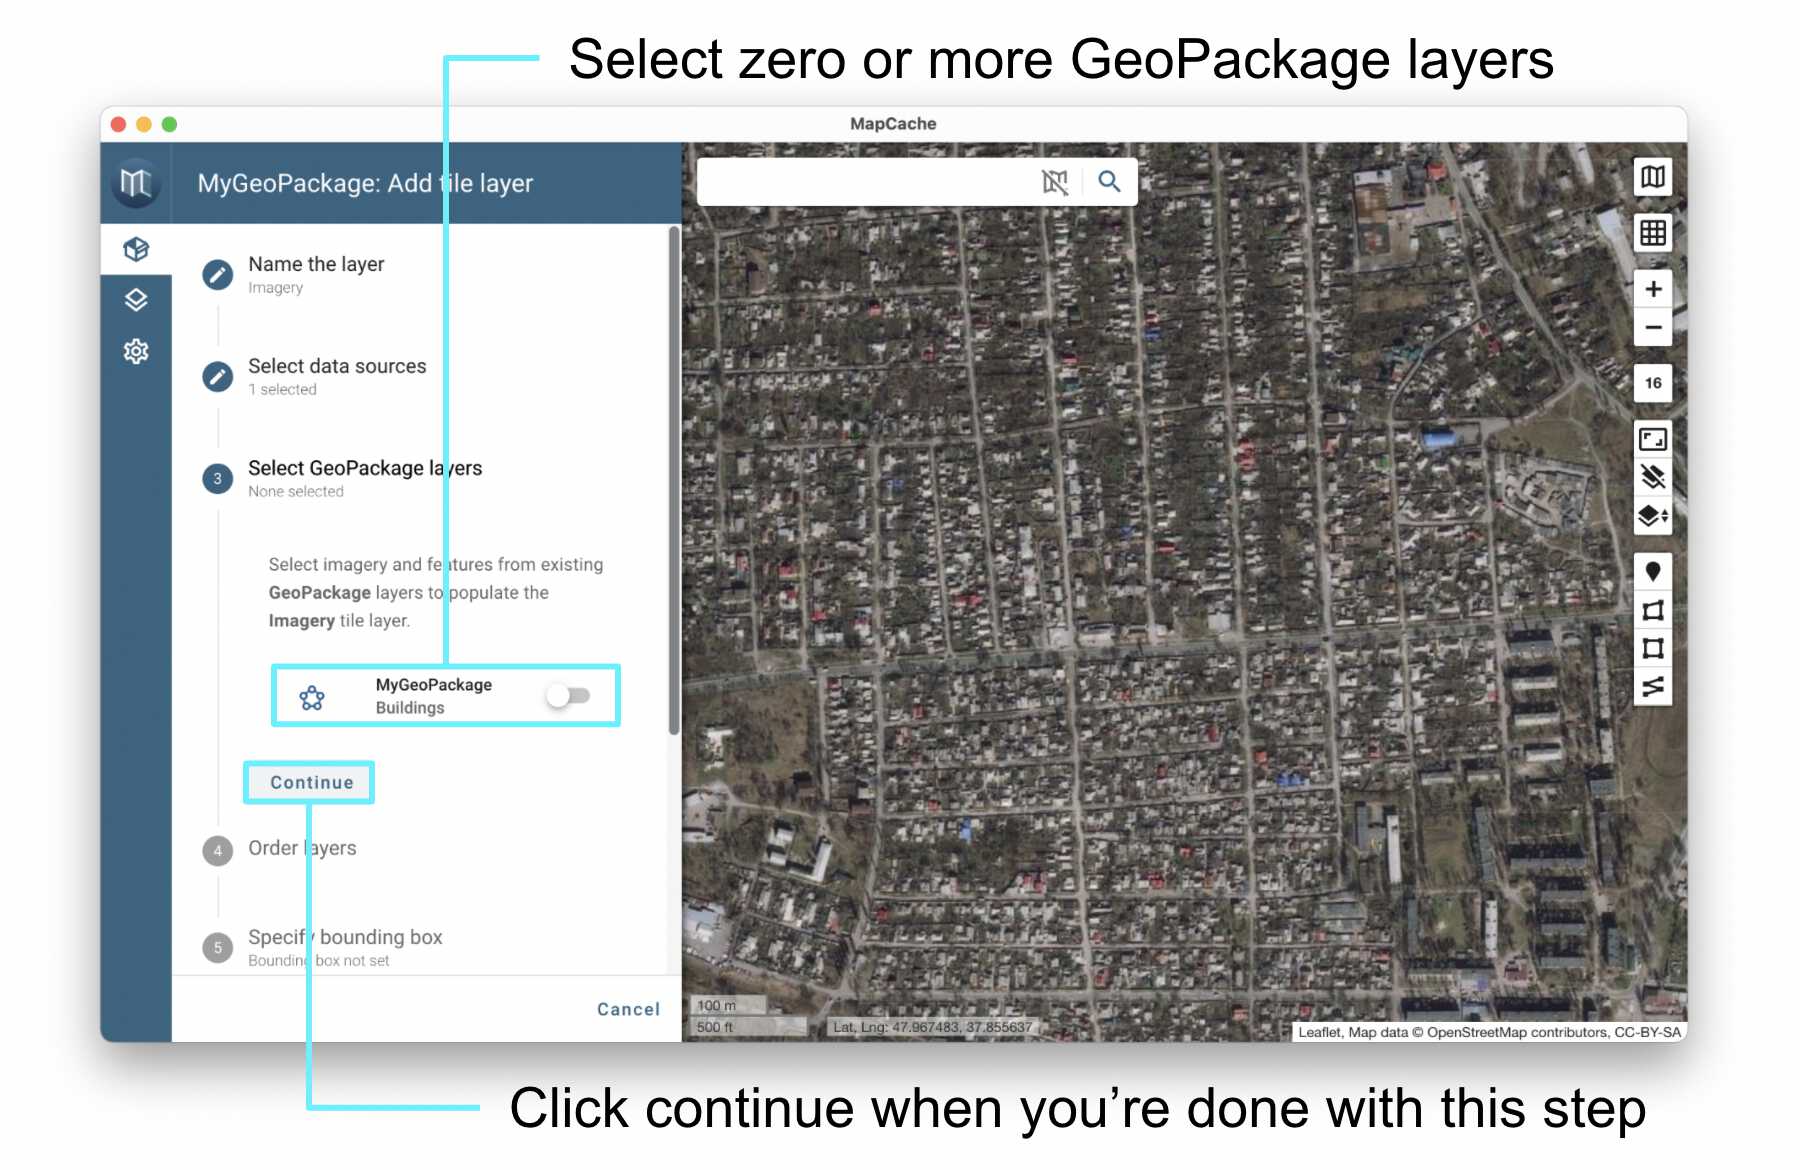 Select zero or more GeoPackage layers
MapCache
MyGeoPackage: Add tile layer
Name the layer
Imagery
Select data sources
1 selected
3
Select GeoPackage layers
None selected
Select imagery and features from existing
GeoPackage layers to populate the
Imagery tile layer.
MyGeoPackage
Buildings
Continue
4
Order layers
5
Specify bounding box
Bounding box not set
Cancel
+
−
16
100 m
500 ft
Lat, Lng: 47.967483, 37.855637
Leaflet, Map data © OpenStreetMap contributors, CC-BY-SA
Click continue when you’re done with this step